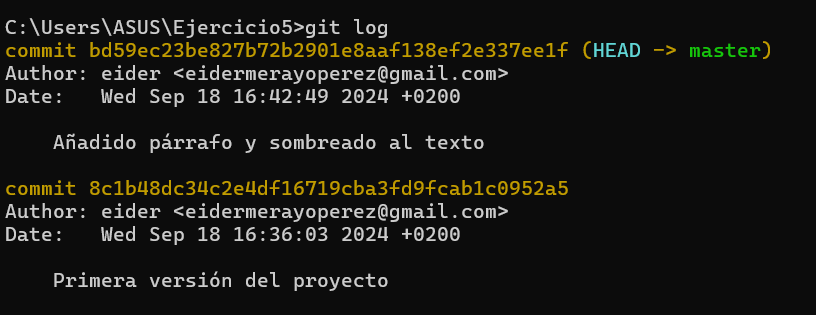 C:\Users\ASUS\Ejercicio5>git log
commit bd59ec23be827b72b2901e8aaf138ef2e337ee1f (HEAD -> master)
Author: eider <eidermerayoperez@gmail.com>
Date:   Wed Sep 18 16:42:49 2024 +0200
Añadido párrafo y sombreado al texto
commit 8c1b48dc34c2e4df16719cba3fd9fcab1c0952a5
Author: eider <eidermerayoperez@gmail.com>
Date:   Wed Sep 18 16:36:03 2024 +0200
Primera versión del proyecto